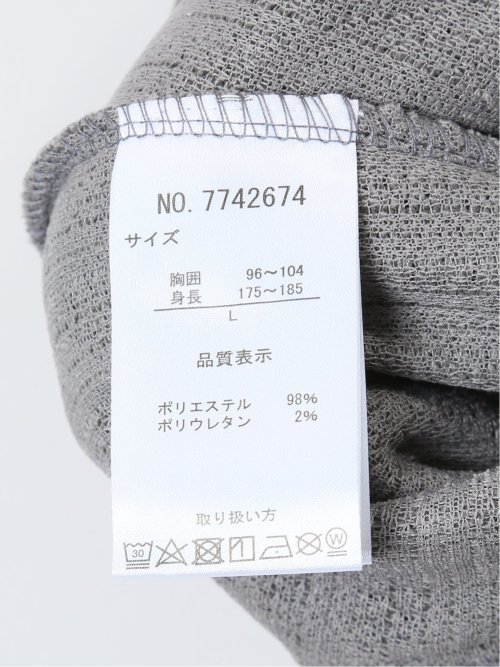 NO. 7742674
サイズ
胸囲 96～104
身長 175～185
L
品質表示
ポリエステル 98%
ポリウレタン 2%
取り扱い方
30 W